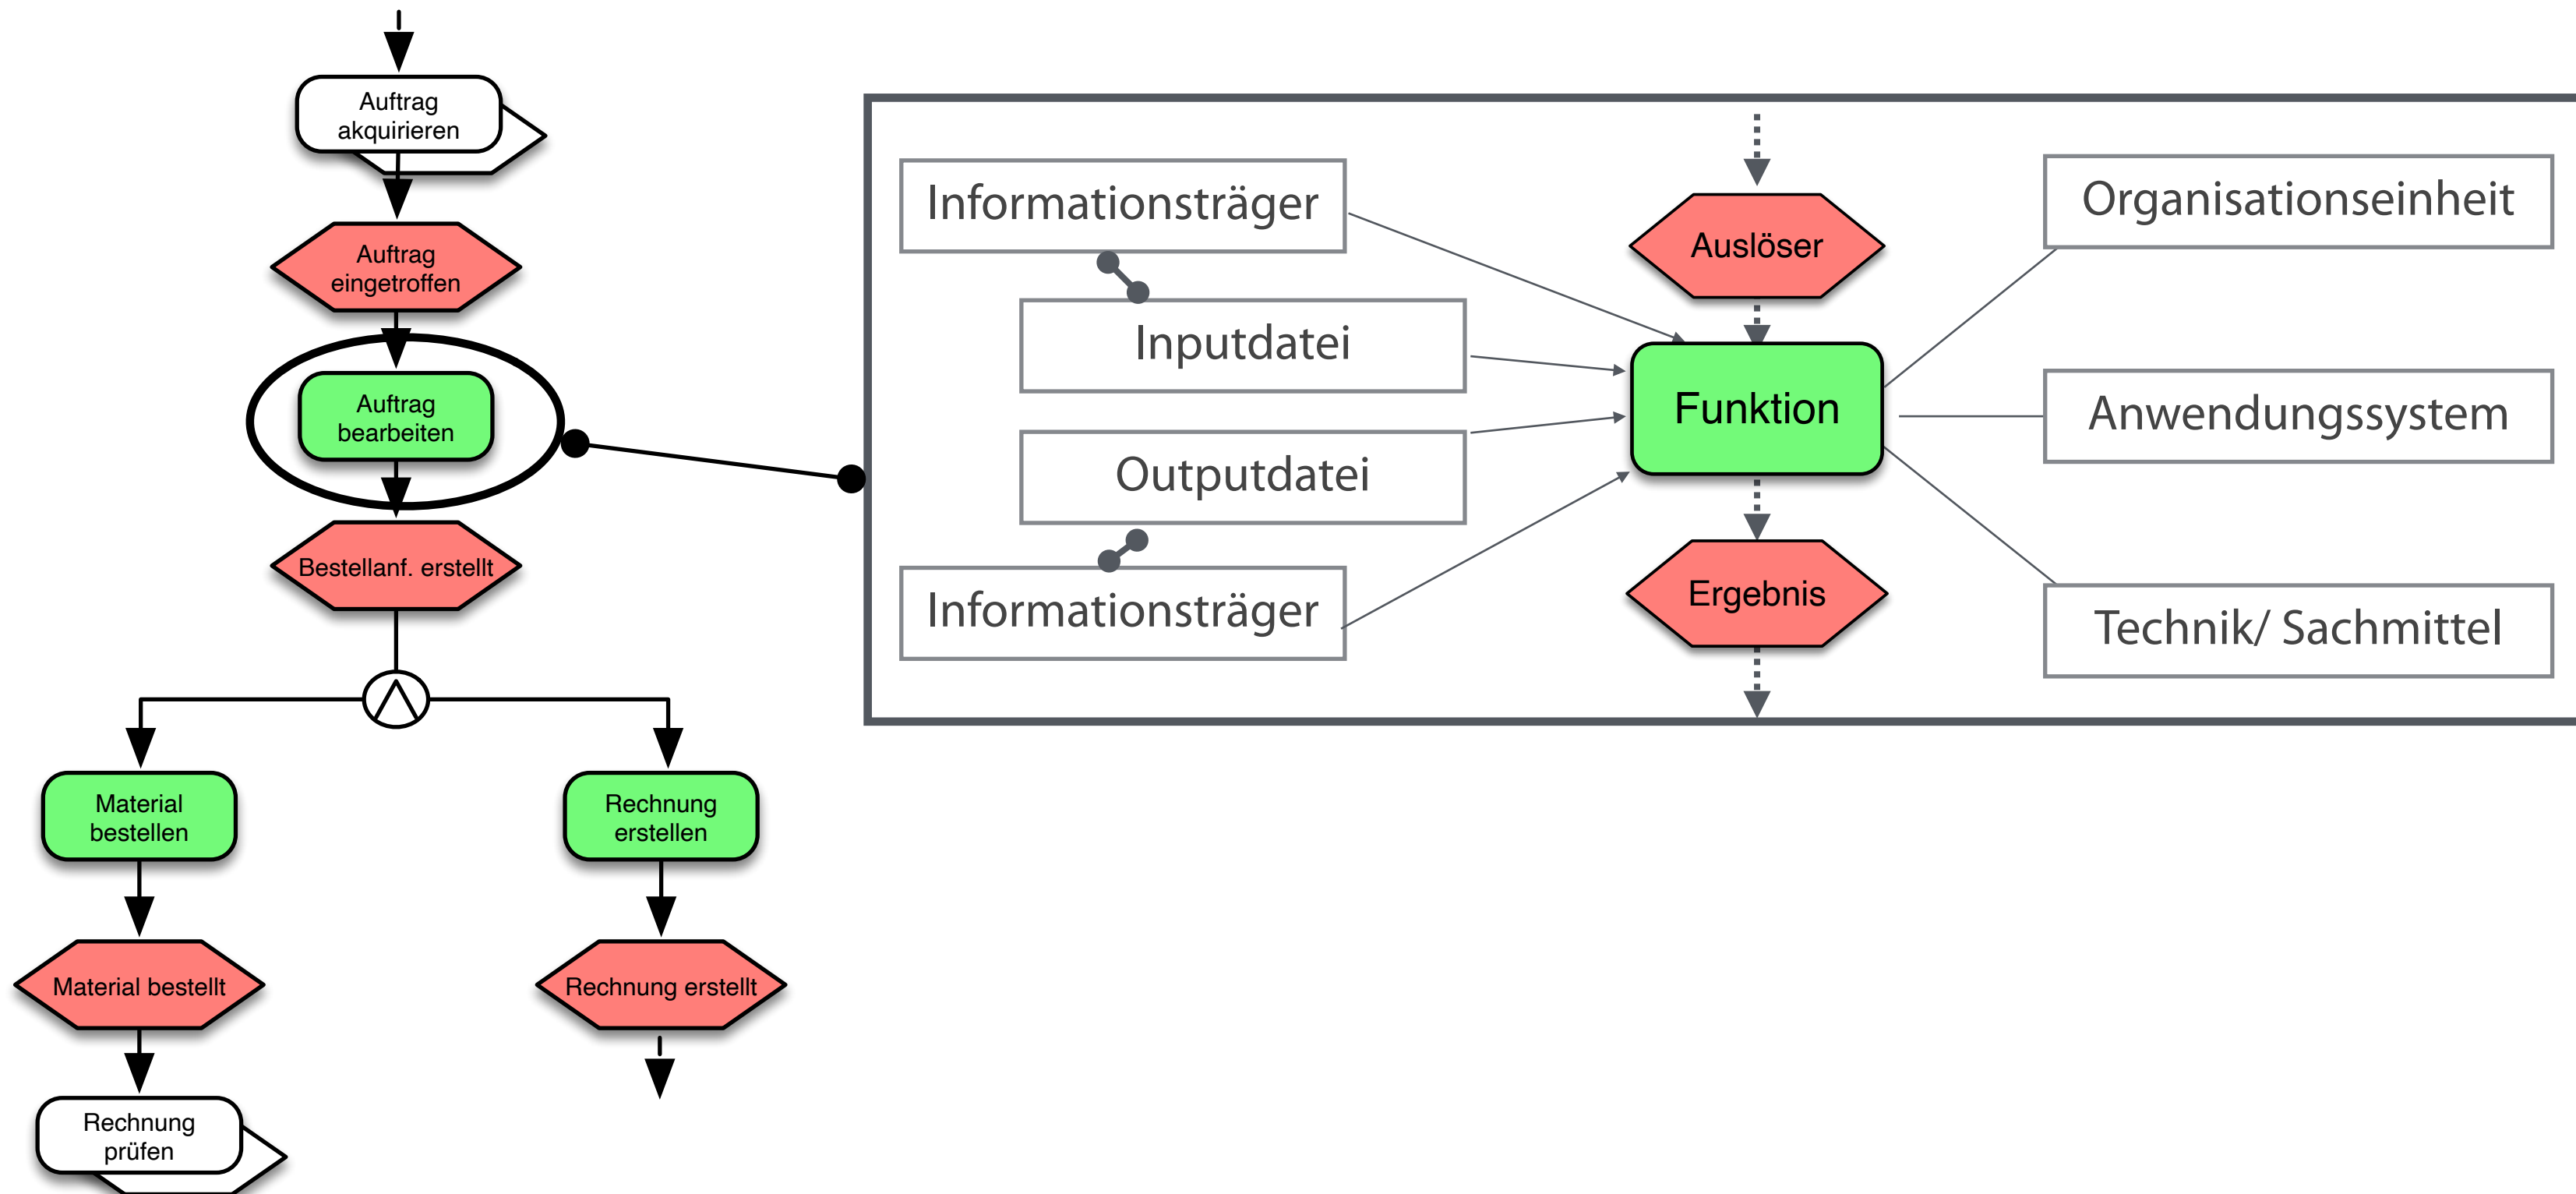 Auftrag
akquirieren
Auftrag
eingetroffen
Auftrag
bearbeiten
Bestellanf. erstellt
Material
bestellen
Rechnung
erstellen
Material bestellt
Rechnung erstellt
Rechnung
prüfen
Informationsträger
Inputdatei
Outputdatei
Informationsträger
Auslöser
Funktion
Ergebnis
Organisationseinheit
Anwendungssystem
Technik/ Sachmittel